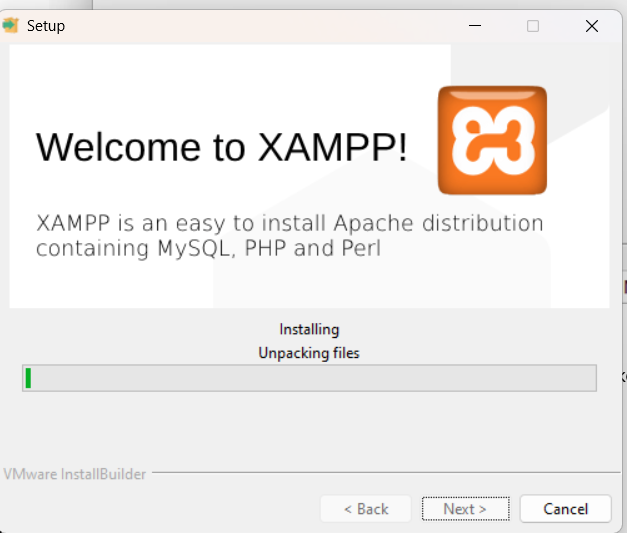 Setup
Welcome to XAMPP!
XAMPP is an easy to install Apache distribution
containing MySQL, PHP and Perl
Installing
Unpacking files
VMware InstallBuilder
< Back
Next >
Cancel